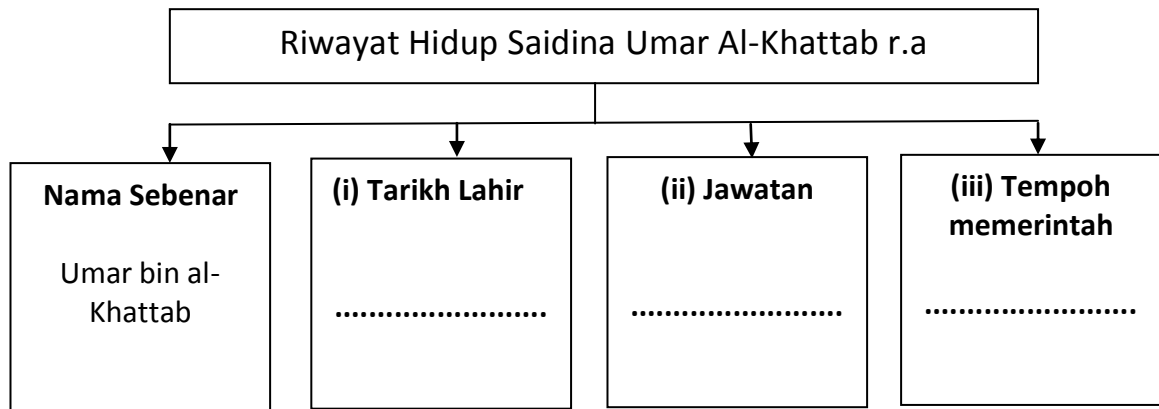 Riwayat Hidup Saidina Umar Al-Khattab r.a
Nama Sebenar
Umar bin al-
Khattab
(i) Tarikh Lahir
..........................
(ii) Jawatan
..........................
(iii) Tempoh
memerintah
..........................